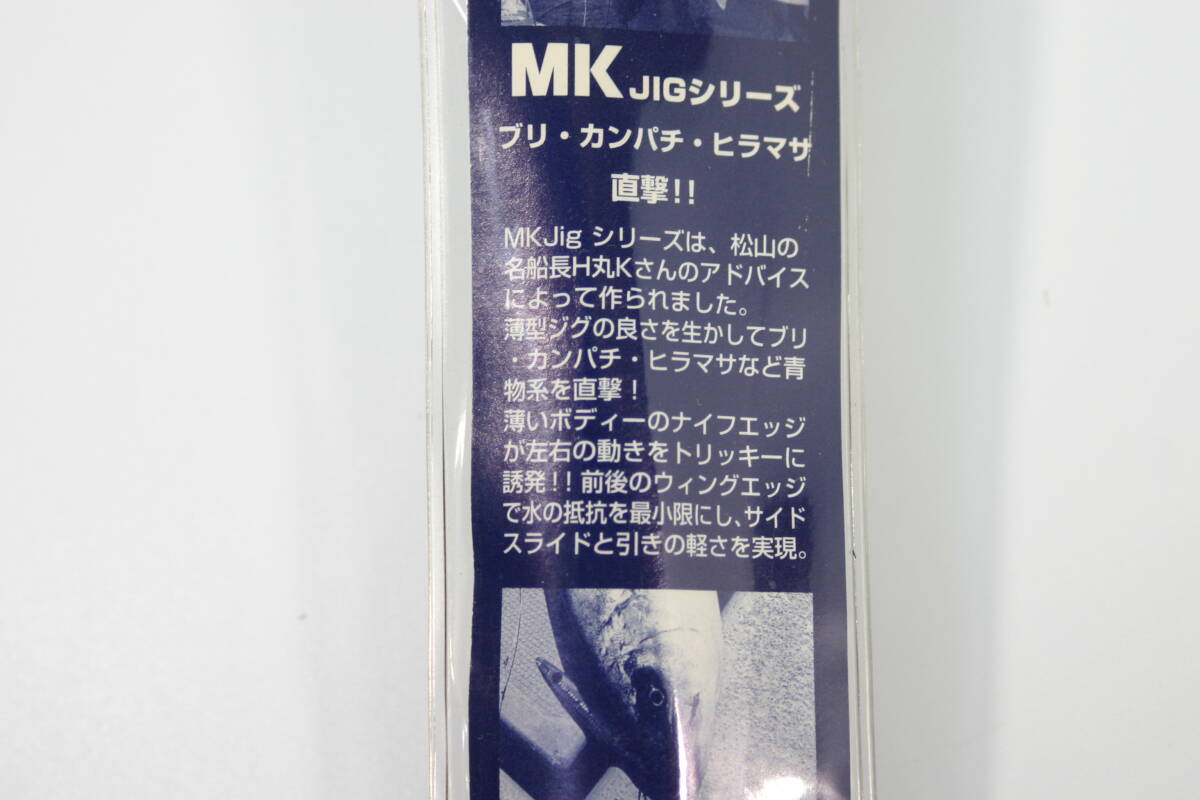 MK JIGシリーズ
ブリ・カンパチ・ヒラマサ
直撃!!
MKJig シリーズは、松山の
名船長H丸Kさんのアドバイス
によって作られました。
薄型ジグの良さを生かしてブリ
・カンパチ・ヒラマサなど青
物系を直撃！
薄いボディーのナイフエッジ
が左右の動きをトリッキーに
誘発!! 前後のウィングエッジ
で水の抵抗を最小限にし、サイド
スライドと引きの軽さを実現。